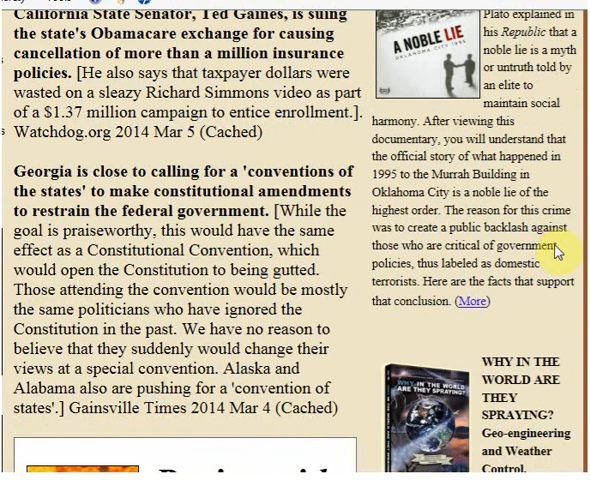 California State Senator, Ted Gaines, is suing
the state's Obamacare exchange for causing
cancellation of more than a million insurance
policies. [He also says that taxpayer dollars were
wasted on a sleazy Richard Simmons video as part
of a $1.37 million campaign to entice enrollment.].
Watchdog.org 2014 Mar 5 (Cached)
Georgia is close to calling for a 'conventions of
the states' to make constitutional amendments
to restrain the federal government. [While the
goal is praiseworthy, this would have the same
effect as a Constitutional Convention, which
would open the Constitution to being gutted.
Those attending the convention would be mostly
the same politicians who have ignored the
Constitution in the past. We have no reason to
believe that they suddenly would change their
views at a special convention. Alaska and
Alabama also are pushing for a 'convention of
states'.] Gainsville Times 2014 Mar 4 (Cached)
A NOBLE LIE
OKLAHOMA CITY 1995
Plato explained in
his Republic that a
noble lie is a myth
or untruth told by
an elite to
maintain social
harmony. After viewing this
documentary, you will understand that
the official story of what happened in
1995 to the Murrah Building in
Oklahoma City is a noble lie of the
highest order. The reason for this crime
was to create a public backlash against
those who are critical of government
policies, thus labeled as domestic
terrorists. Here are the facts that support
that conclusion. (More)
WHY IN THE WORLD
ARE THEY SPRAYING?
WHY IN THE
WORLD ARE
THEY
SPRAYING?
Geo-engineering
and Weather
Control.